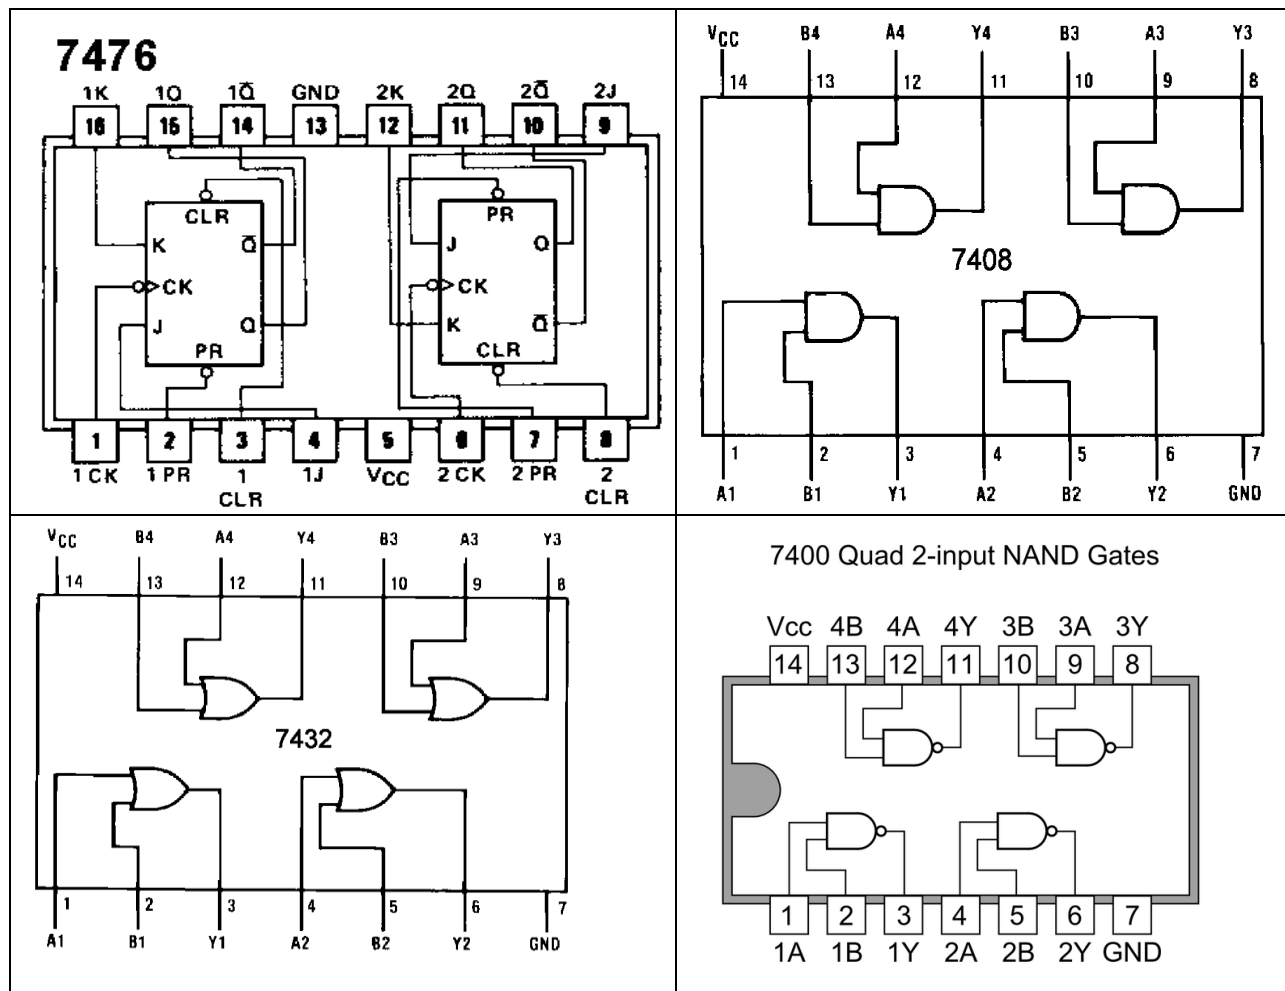 7476
1K 1Q 1Q̅ GND 2K 2Q 2Q̅ 2J
16 15 14 13 12 11 10 9
CLR PR
K Q̅ J Q
CK CK
J Q K Q̅
PR CLR
1 2 3 4 5 6 7 8
1 CK 1 PR 1 CLR 1J VCC 2 CK 2 PR 2 CLR
VCC B4 A4 Y4 B3 A3 Y3
14 13 12 11 10 9 8
7408
1 2 3 4 5 6 7
A1 B1 Y1 A2 B2 Y2 GND
VCC B4 A4 Y4 B3 A3 Y3
14 13 12 11 10 9 8
7432
1 2 3 4 5 6 7
A1 B1 Y1 A2 B2 Y2 GND
7400 Quad 2-input NAND Gates
Vcc 4B 4A 4Y 3B 3A 3Y
14 13 12 11 10 9 8
1 2 3 4 5 6 7
1A 1B 1Y 2A 2B 2Y GND